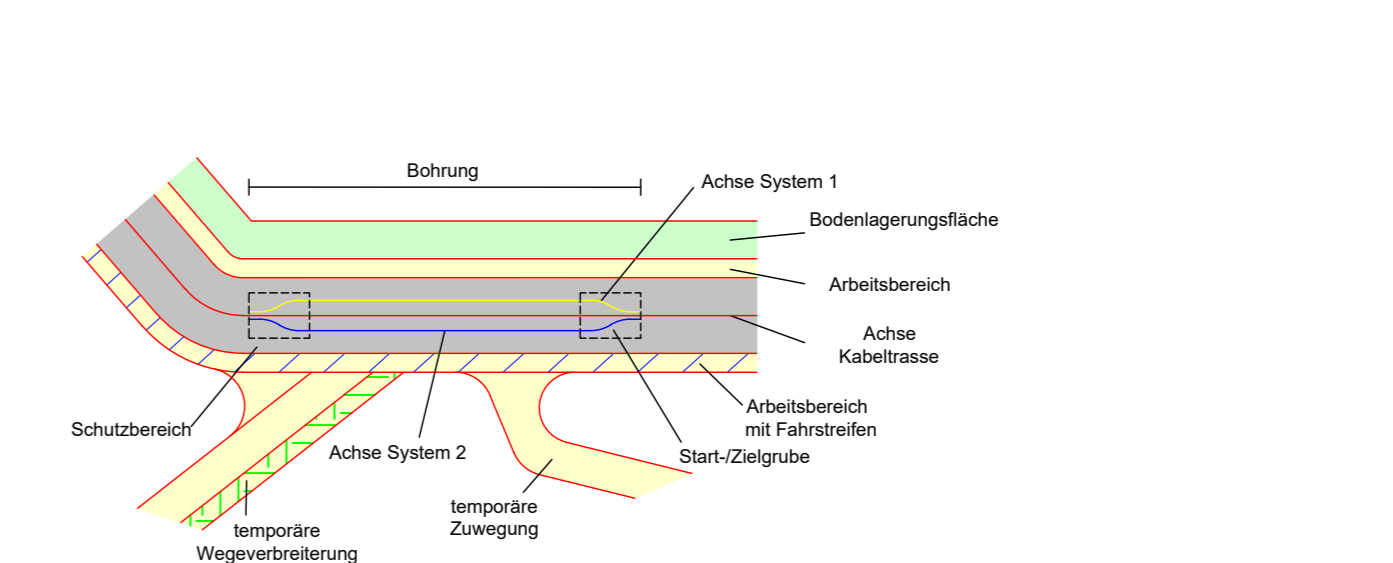 Bohrung
Achse System 1
Bodenlagerungsfläche
Arbeitsbereich
Achse
Kabeltrasse
Arbeitsbereich
mit Fahrstreifen
Schutzbereich
Achse System 2
Start-/Zielgrube
temporäre
Zuwegung
temporäre
Wegeverbreiterung